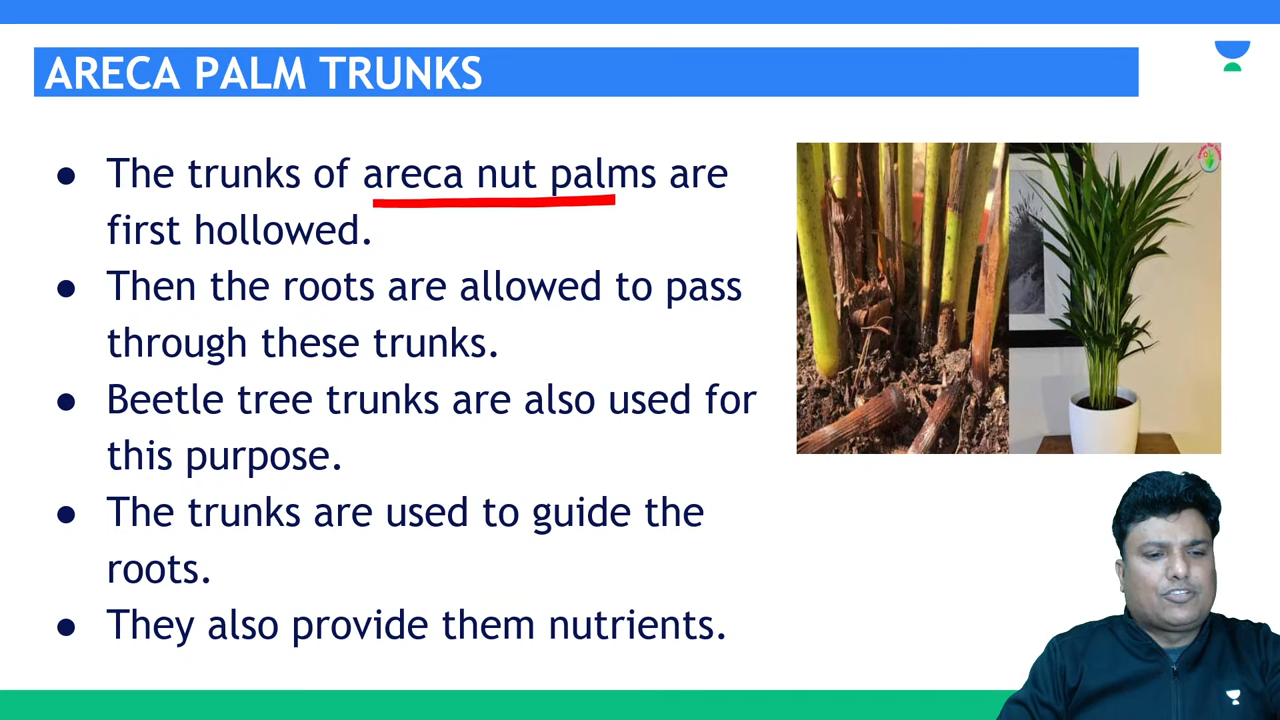 ARECA PALM TRUNKS
● The trunks of areca nut palms are
first hollowed.
● Then the roots are allowed to pass
through these trunks.
● Beetle tree trunks are also used for
this purpose.
● The trunks are used to guide the
roots.
● They also provide them nutrients.